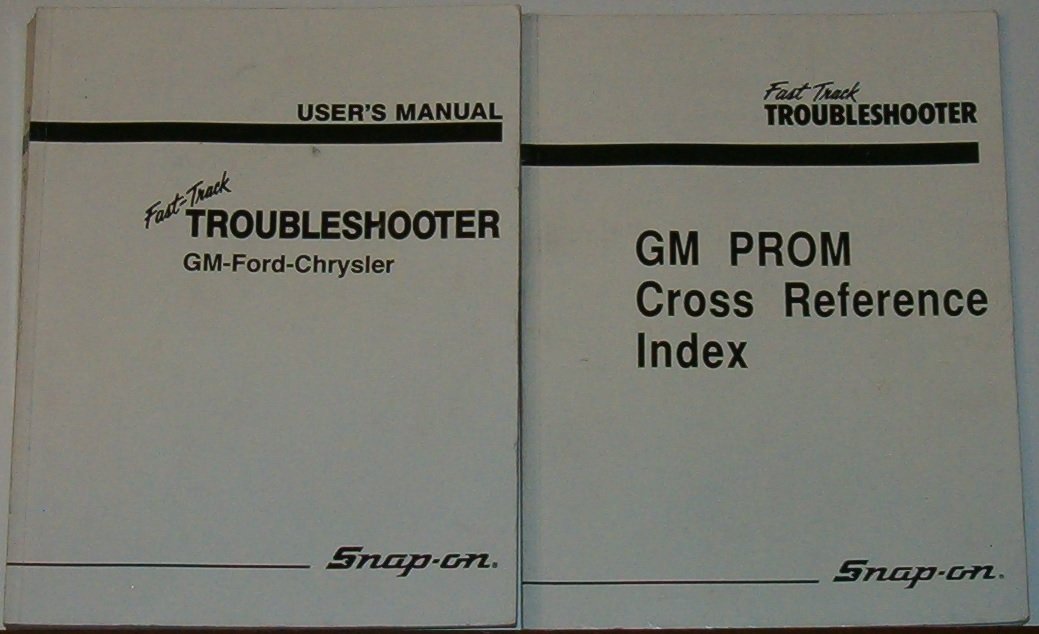 USER'S MANUAL
Fast-Track
TROUBLESHOOTER
GM-Ford-Chrysler
Snap-on®
Fast Track
TROUBLESHOOTER
GM PROM
Cross Reference
Index
Snap-on®